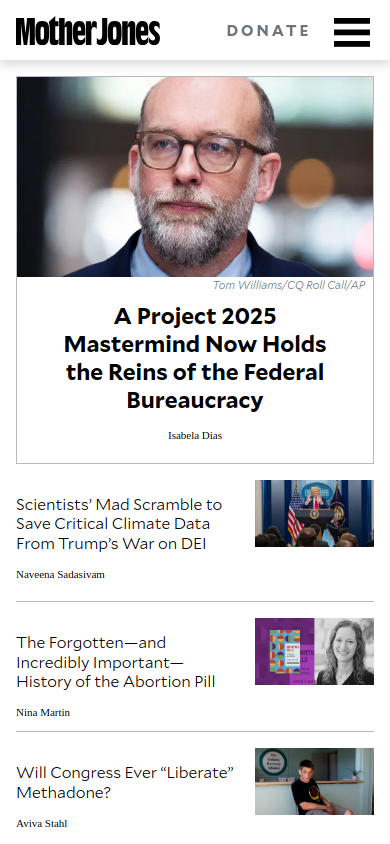 Mother Jones
DONATE
Tom Williams/CQ Roll Call/AP
A Project 2025
Mastermind Now Holds
the Reins of the Federal
Bureaucracy
Isabela Dias
Scientists’ Mad Scramble to
Save Critical Climate Data
From Trump’s War on DEI
Naveena Sadasivam
The Forgotten—and
Incredibly Important—
History of the Abortion Pill
Nina Martin
Will Congress Ever “Liberate”
Methadone?
Aviva Stahl